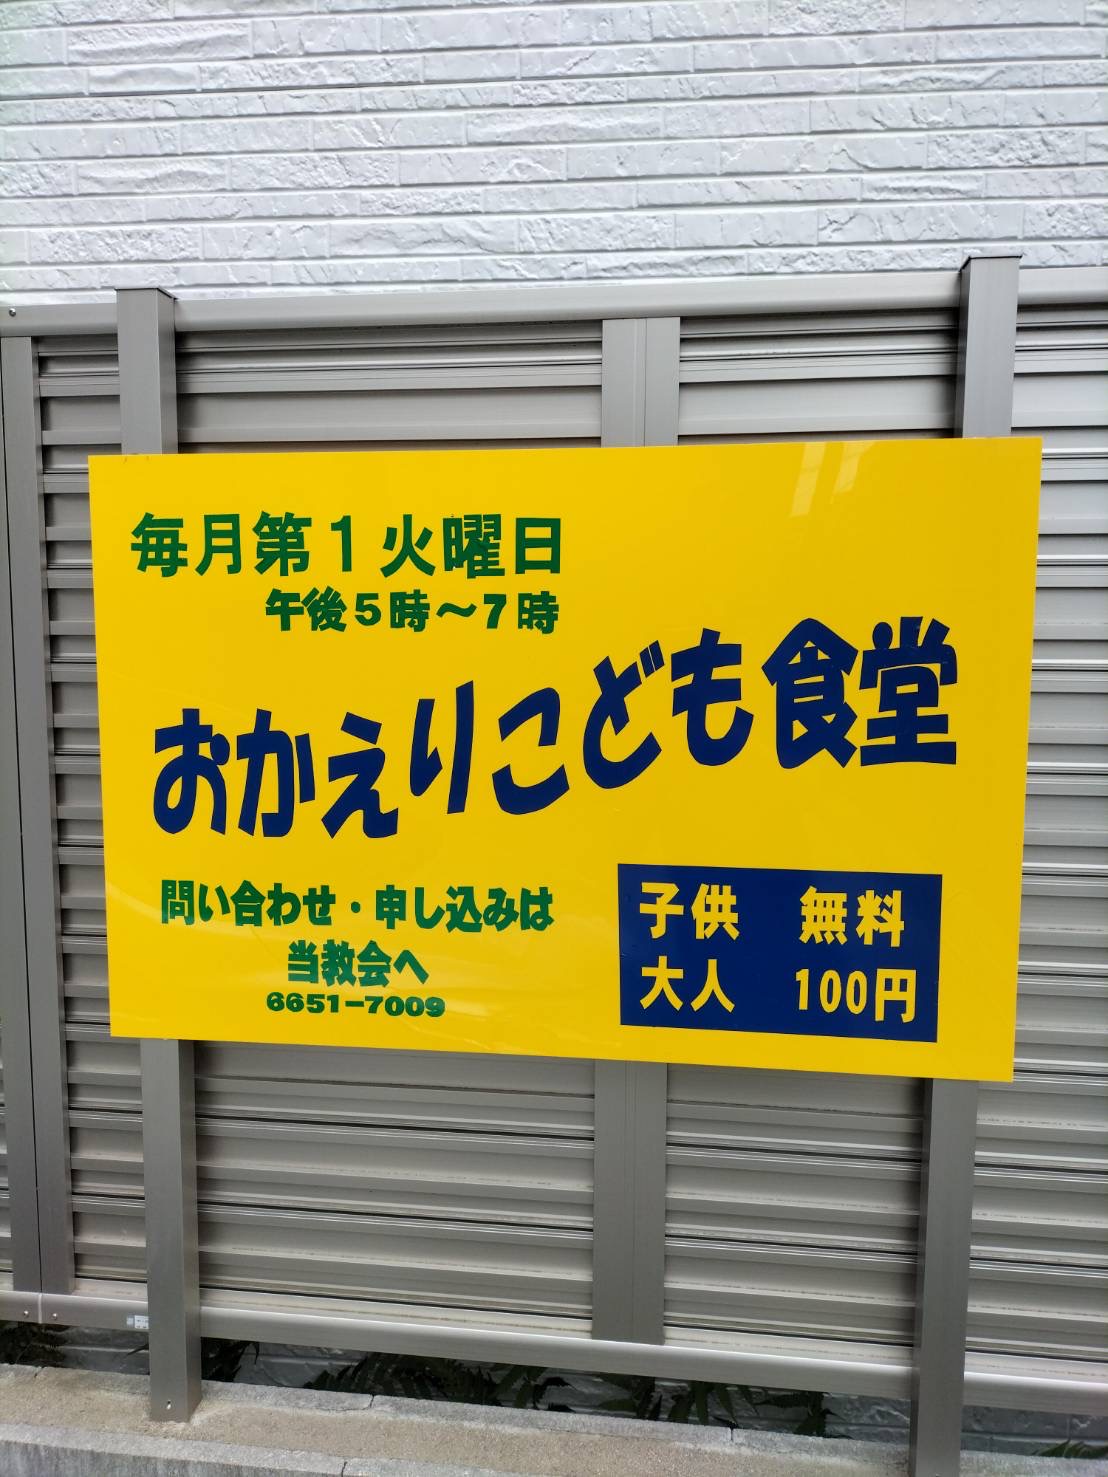 毎月第1火曜日
午後5時～7時
おかえりこども食堂
問い合わせ・申し込みは
当教会へ
6651-7009
子供 無料
大人 100円